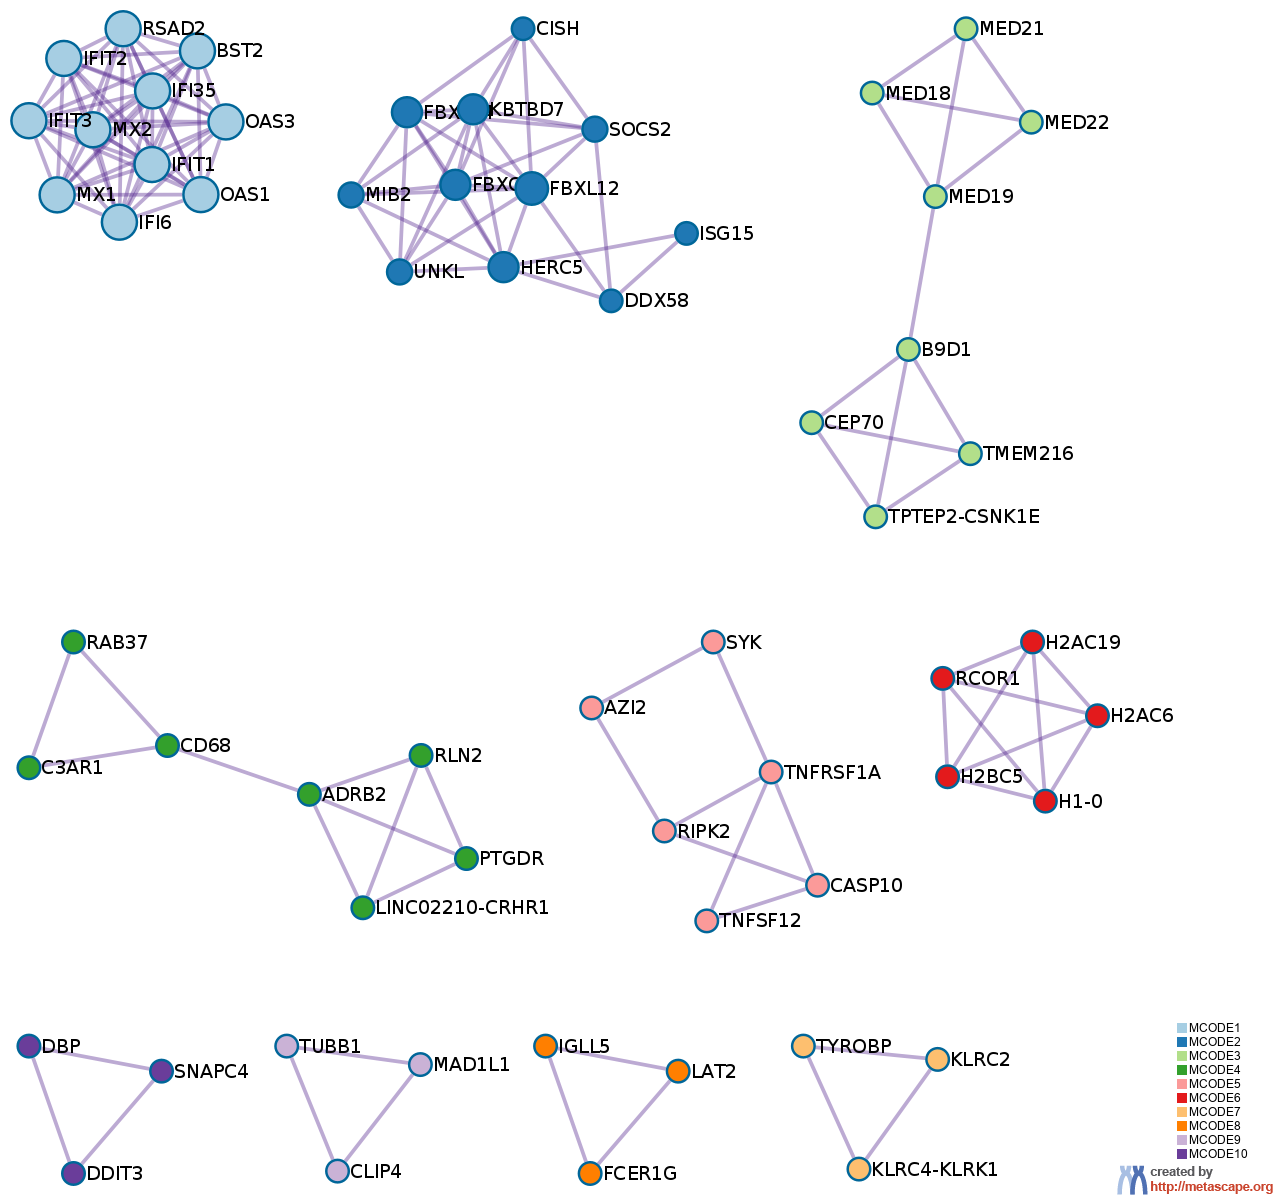 RSAD2
IFIT2
BST2
IFI35
IFIT3
MX2
OAS3
IFIT1
MX1
OAS1
IFI6
CISH
KBTBD7
SOCS2
MIB2
FBXL12
ISG15
UNKL
HERC5
DDX58
MED21
MED18
MED22
MED19
B9D1
CEP70
TMEM216
TPTEP2-CSNK1E
RAB37
CD68
C3AR1
RLN2
ADRB2
PTGDR
LINC02210-CRHR1
SYK
AZI2
TNFRSF1A
RIPK2
CASP10
TNFSF12
H2AC19
RCOR1
H2AC6
H2BC5
H1-0
DBP
SNAPC4
DDIT3
TUBB1
MAD1L1
CLIP4
IGLL5
LAT2
FCER1G
TYROBP
KLRC2
KLRC4-KLRK1
MCODE1
MCODE2
MCODE3
MCODE4
MCODE5
MCODE6
MCODE7
MCODE8
MCODE9
MCODE10
created by
http://metascape.org